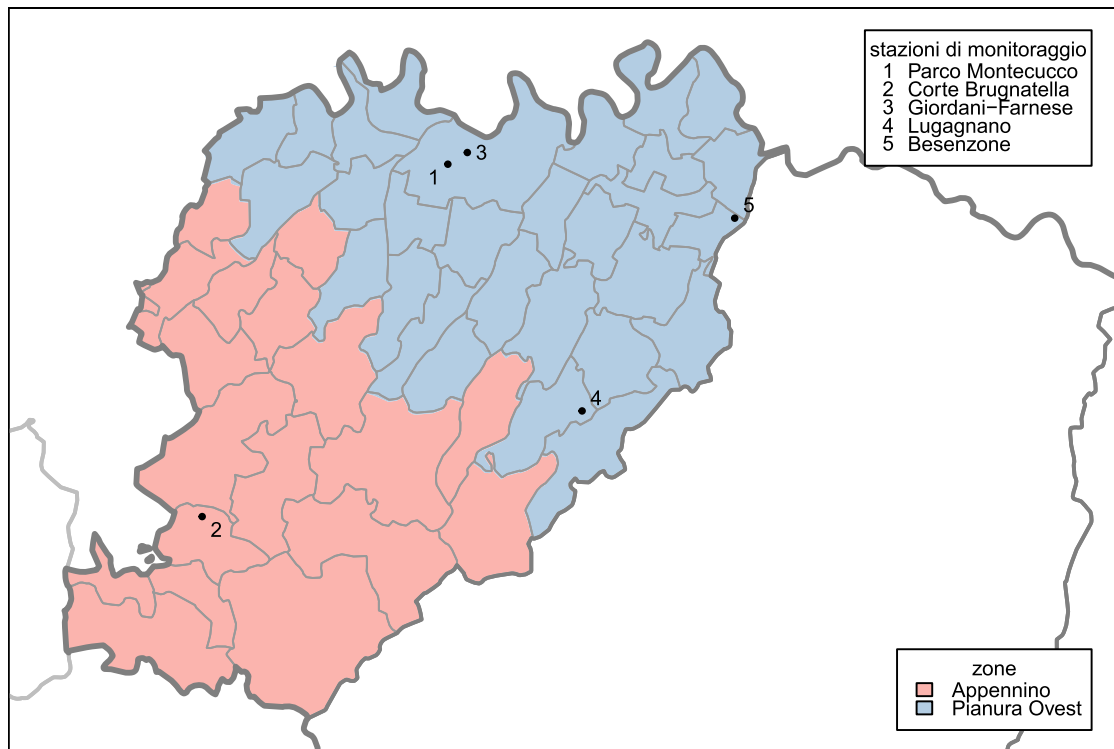 stazioni di monitoraggio
1 Parco Montecucco
2 Corte Brugnatella
3 Giordani−Farnese
4 Lugagnano
5 Besenzone
3
1
5
4
2
zone
Appennino
Pianura Ovest